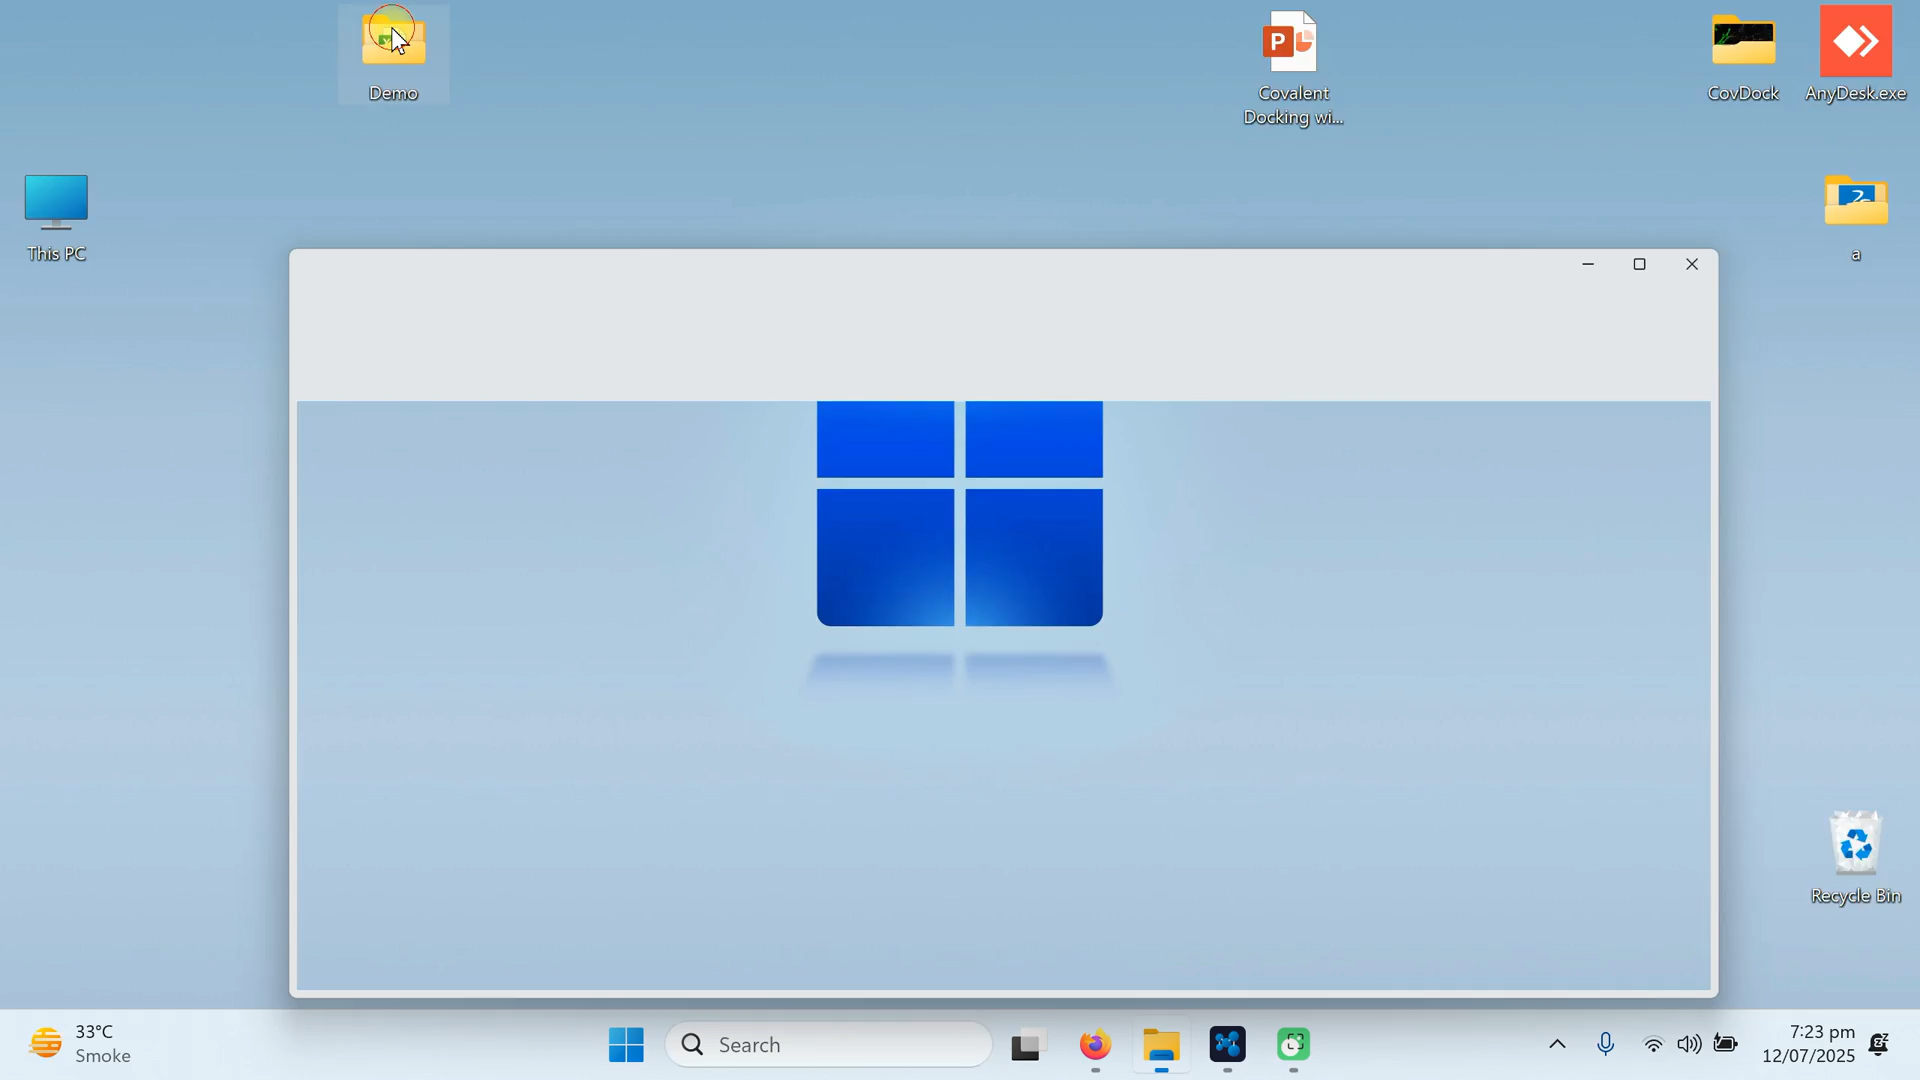 Demo
Covalent
Docking wi...
CovDock
AnyDesk.exe
This PC
a
Recycle Bin
33°C
Smoke
Search
7:23 pm
12/07/2025